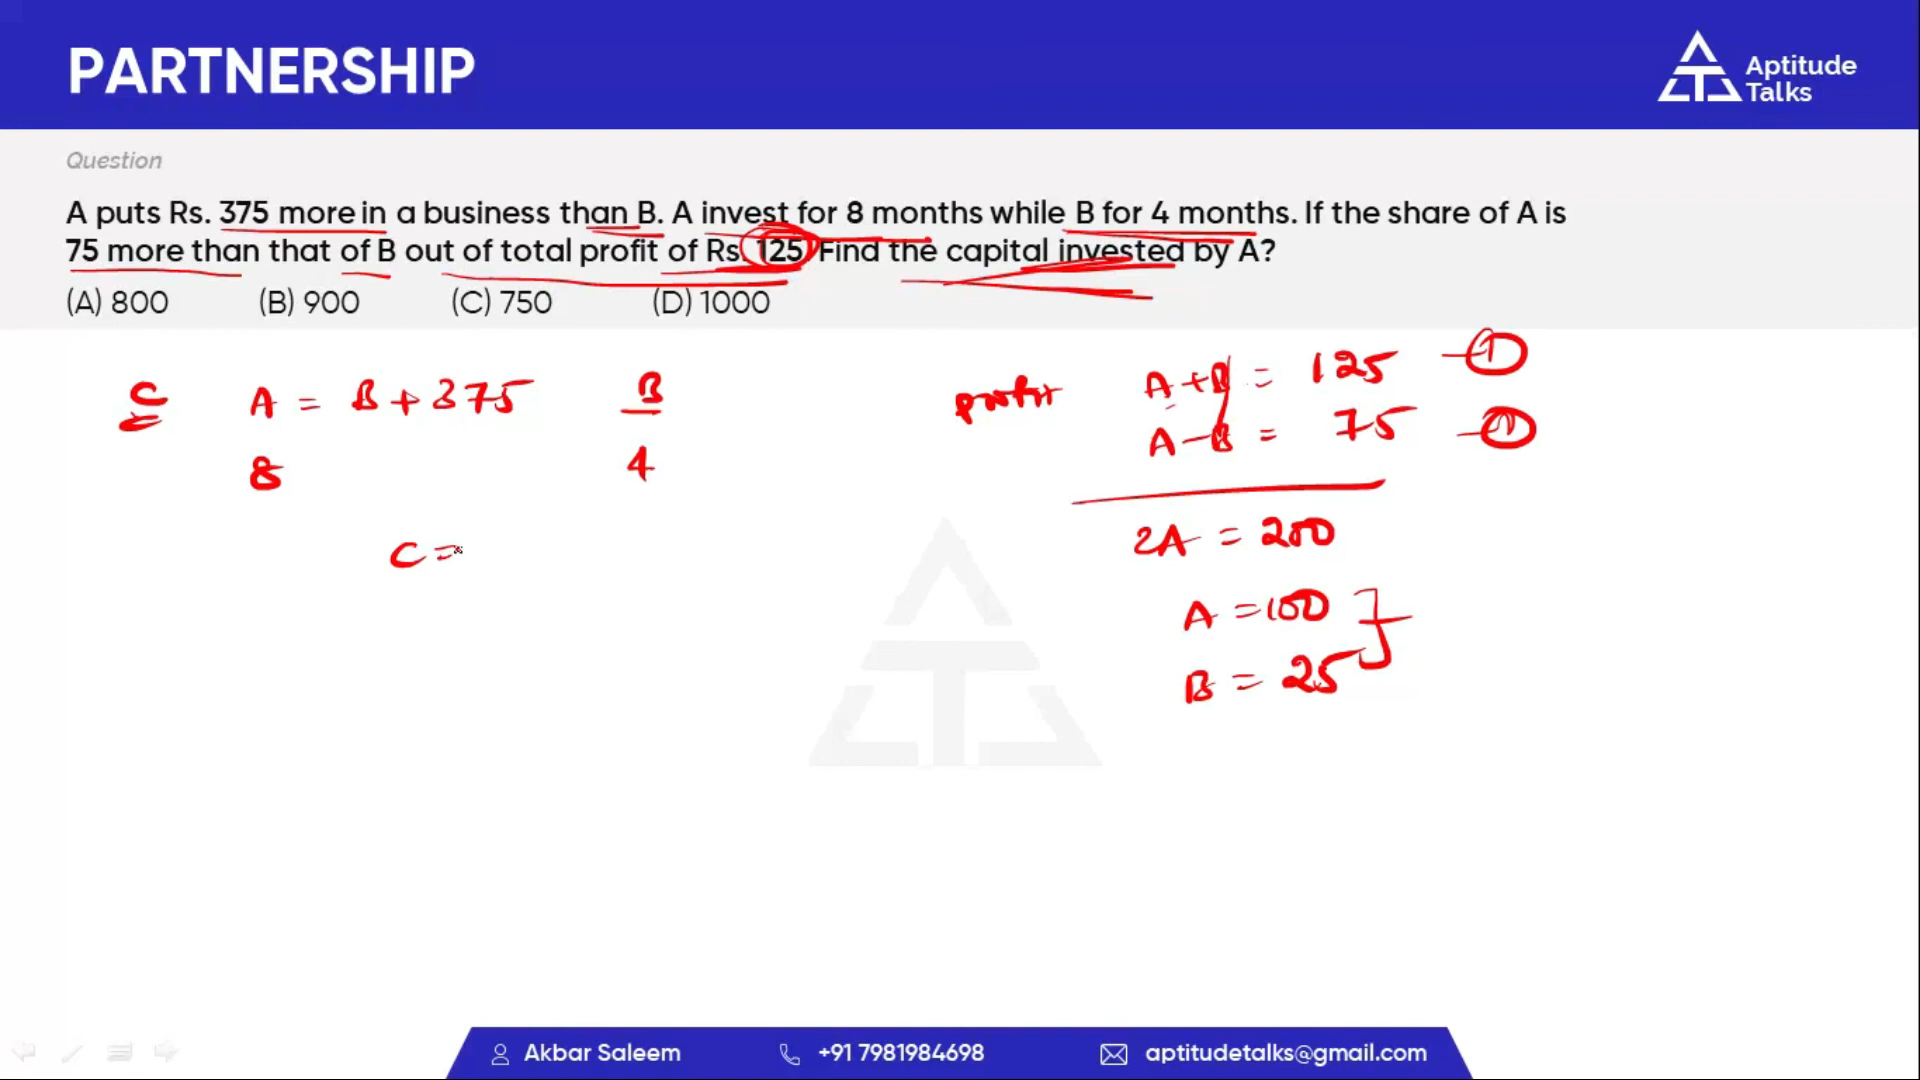 PARTNERSHIP
Aptitude
Talks
Question
A puts Rs. 375 more in a business than B. A invest for 8 months while B for 4 months. If the share of A is
75 more than that of B out of total profit of Rs. 125 Find the capital invested by A?
(A) 800 (B) 900 (C) 750 (D) 1000
C A = B + 375 B
8 4
C =
profit A + B = 125 - 1
A - B = 75 -
2A = 200
A = 100
B = 25
Akbar Saleem +91 7981984698 aptitudetalks@gmail.com